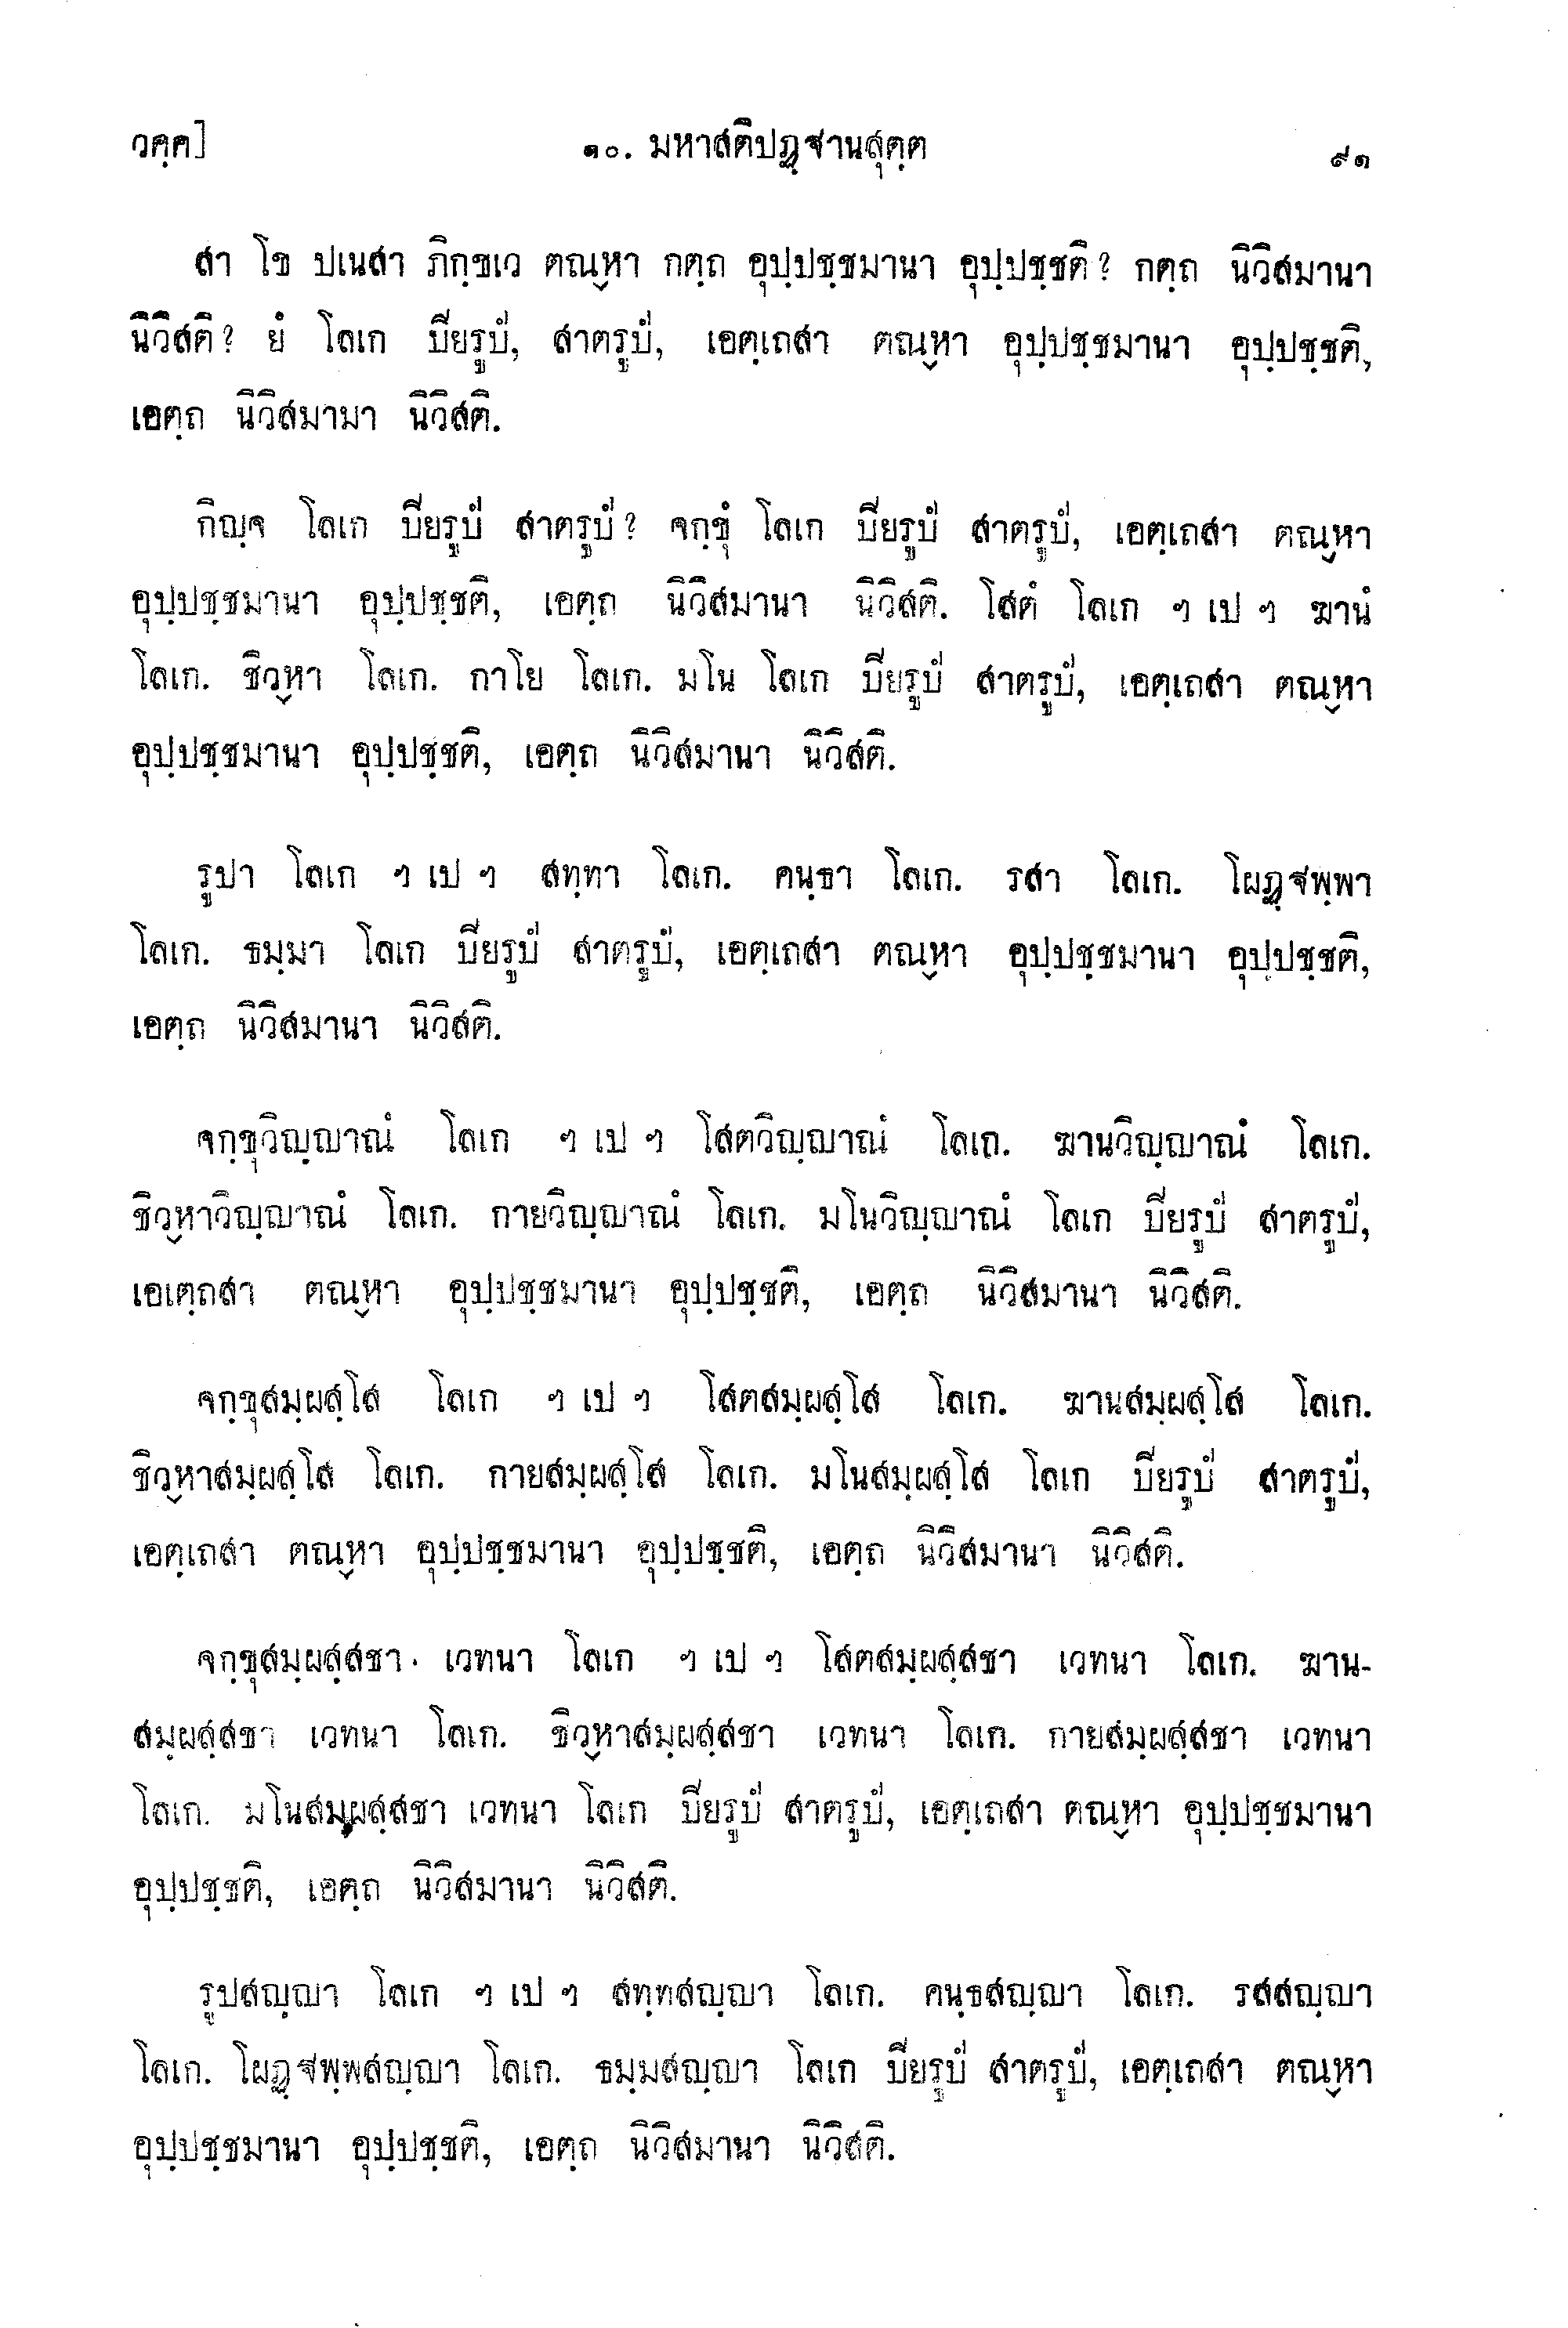 วคฺค]
๑๐. มหาสติปฏฺฐานสุตฺต
๙๑
สา โข ปเนสา ภิกฺขเว ตณฺหา กตฺถ อุปฺปชฺชมานา อุปฺปชฺชติ? กตฺถ นิวิสมานา
นิวิสติ? ยํ โลเก ปิยรูปํ, สาตรูปํ, เอตฺเถสา ตณฺหา อุปฺปชฺชมานา อุปฺปชฺชติ,
เอตฺถ นิวิสมามา นิวิสติ.
กิญฺจ โลเก ปิยรูปํ สาตรูปํ? จกฺขุํ โลเก ปิยรูปํ สาตรูปํ, เอตฺเถสา ตณฺหา
อุปฺปชฺชมานา อุปฺปชฺชติ, เอตฺถ นิวิสมานา นิวิสติ. โสตํ โลเก ฯ เป ฯ ฆานํ
โลเก. ชิวฺหา โลเก. กาโย โลเก. มโน โลเก ปิยรูปํ สาตรูปํ, เอตฺเถสา ตณฺหา
อุปฺปชฺชมานา อุปฺปชฺชติ, เอตฺถ นิวิสมานา นิวิสติ.
รูปา โลเก ฯ เป ฯ สทฺทา โลเก. คนฺธา โลเก. รสา โลเก. โผฏฺฐพฺพา
โลเก. ธมฺมา โลเก ปิยรูปํ สาตรูปํ, เอตฺเถสา ตณฺหา อุปฺปชฺชมานา อุปฺปชฺชติ,
เอตฺถ นิวิสมานา นิวิสติ.
จกฺขุวิญฺญาณํ โลเก ฯ เป ฯ โสตวิญฺญาณํ โลเถ. ฆานวิญฺญาณํ โลเก.
ชิวฺหาวิญฺญาณํ โลเก. กายวิญฺญาณํ โลเก. มโนวิญฺญาณํ โลเก ปิยรูปํ สาตรูปํ,
เอเตฺถสา ตณฺหา อุปฺปชฺชมานา อุปฺปชฺชติ, เอตฺถ นิวิสมานา นิวิสติ.
จกฺขุสมฺผสฺโส โลเก ฯ เป ฯ โสตสมฺผสฺโส โลเก. ฆานสมฺผสฺโส โลเก.
ชิวฺหาสมฺผสฺโส โลเก. กายสมฺผสฺโส โลเก. มโนสมฺผสฺโส โลเก ปิยรูปํ สาตรูปํ,
เอตฺเถสา ตณฺหา อุปฺปชฺชมานา อุปฺปชฺชติ, เอตฺถ นิวิสมานา นิวิสติ.
จกฺขุสมฺผสฺสชา เวทนา โลเก ฯ เป ฯ โสตสมฺผสฺสชา เวทนา โลเก. ฆาน-
สมฺผสฺสชา เวทนา โลเก. ชิวฺหาสมฺผสฺสชา เวทนา โลเก. กายสมฺผสฺสชา เวทนา
โลเก. มโนสมฺผสฺสชา เวทนา โลเก ปิยรูปํ สาตรูปํ, เอตฺเถสา ตณฺหา อุปฺปชฺชมานา
อุปฺปชฺชติ, เอตฺถ นิวิสมานา นิวิสติ.
รูปสญฺญา โลเก ฯ เป ฯ สทฺทสญฺญา โลเก. คนฺธสญฺญา โลเก. รสสญฺญา
โลเก. โผฏฺฐพฺพสญฺญา โลเก. ธมฺมสญฺญา โลเก ปิยรูปํ สาตรูปํ, เอตฺเถสา ตณฺหา
อุปฺปชฺชมานา อุปฺปชฺชติ, เอตฺถ นิวิสมานา นิวิสติ.